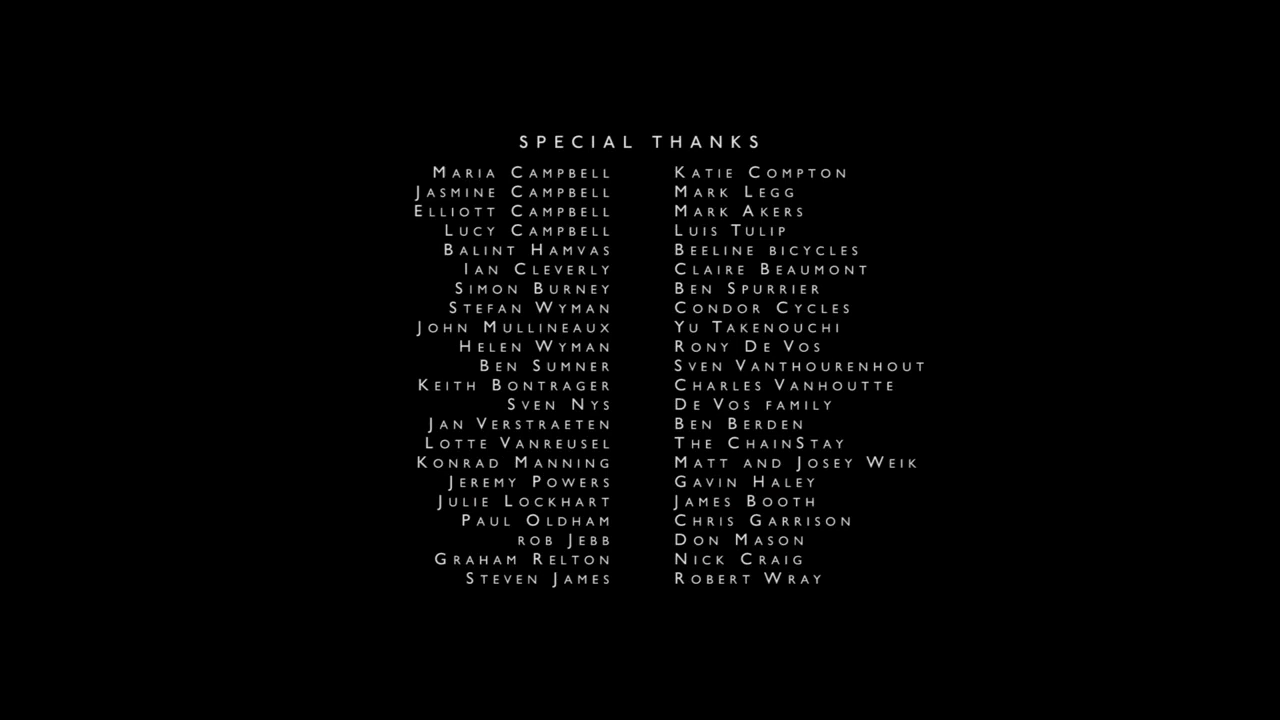 SPECIAL THANKS
MARIA CAMPBELL KATIE COMPTON
JASMINE CAMPBELL MARK LEGG
ELLIOTT CAMPBELL MARK AKERS
LUCY CAMPBELL LUIS TULIP
BALINT HAMVAS BEELINE BICYCLES
IAN CLEVERLY CLAIRE BEAUMONT
SIMON BURNEY BEN SPURRIER
STEFAN WYMAN CONDOR CYCLES
JOHN MULLINEAUX YU TAKENOUCHI
HELEN WYMAN RONY DE VOS
BEN SUMNER SVEN VANTHOURENHOUT
KEITH BONTRAGER CHARLES VANHOUTTE
SVEN NYS DE VOS FAMILY
JAN VERSTRAETEN BEN BERDEN
LOTTE VANREUSEL THE CHAINSTAY
KONRAD MANNING MATT AND JOSEY WEIK
JEREMY POWERS GAVIN HALEY
JULIE LOCKHART JAMES BOOTH
PAUL OLDHAM CHRIS GARRISON
ROB JEBB DON MASON
GRAHAM RELTON NICK CRAIG
STEVEN JAMES ROBERT WRAY